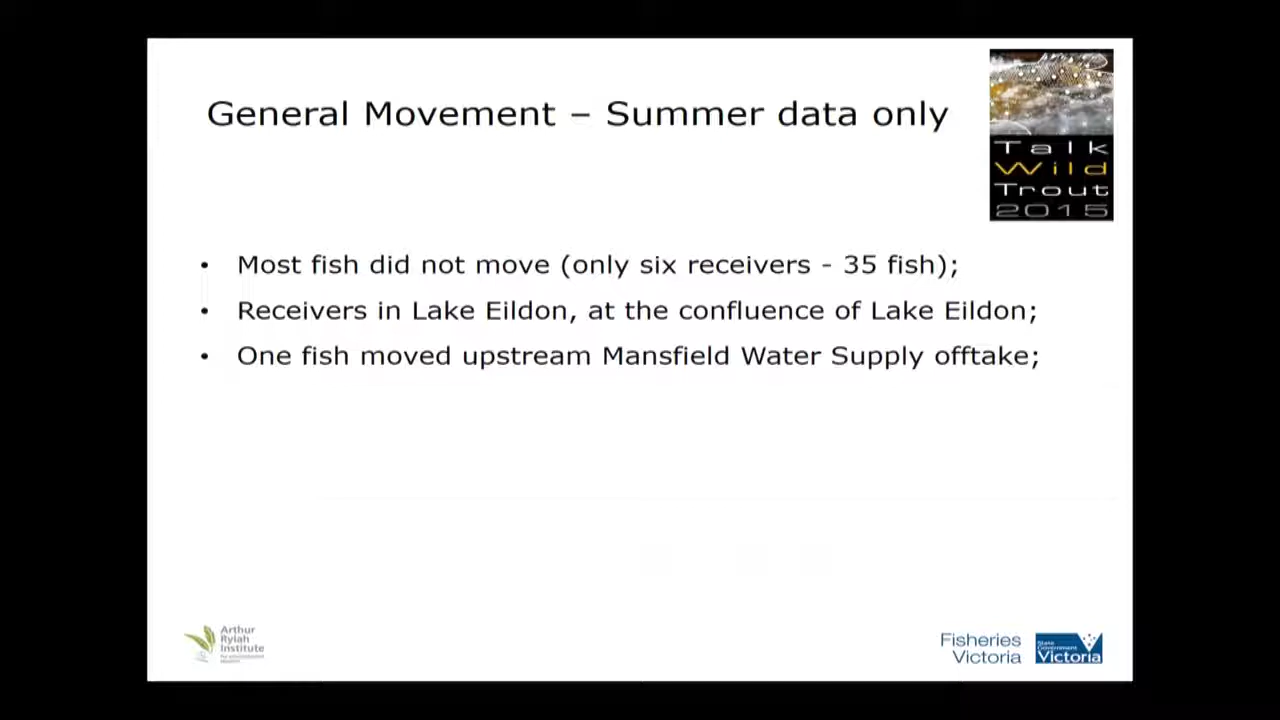 General Movement – Summer data only
Talk
Wild
Trout
2015
• Most fish did not move (only six receivers - 35 fish);
• Receivers in Lake Eildon, at the confluence of Lake Eildon;
• One fish moved upstream Mansfield Water Supply offtake;
Arthur
Rylah
Institute
Fisheries
Victoria
State
Government
Victoria